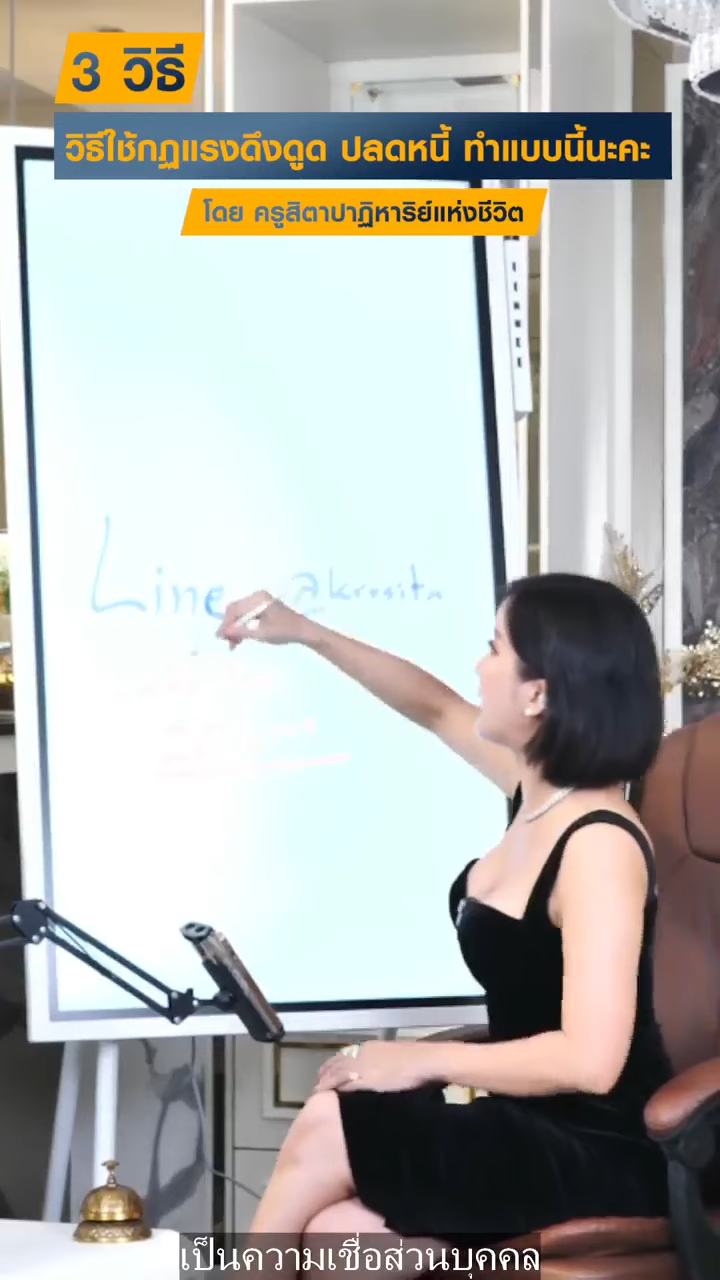 3 วิธี
วิธีใช้กฏแรงดึงดูด ปลดหนี้ ทำแบบนี้นะคะ
โดย ครูสิตาปาฏิหาริย์แห่งชีวิต
Line @krusita
เป็นความเชื่อส่วนบุคคล